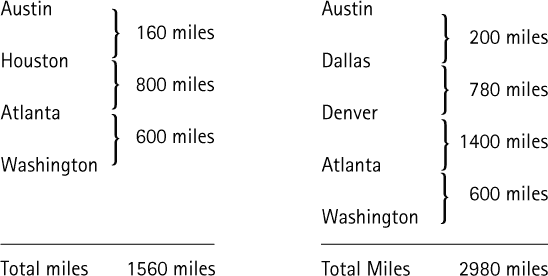 Austin
160 miles
Houston
800 miles
Atlanta
600 miles
Washington
Total miles 1560 miles
Austin
200 miles
Dallas
780 miles
Denver
1400 miles
Atlanta
600 miles
Washington
Total Miles 2980 miles